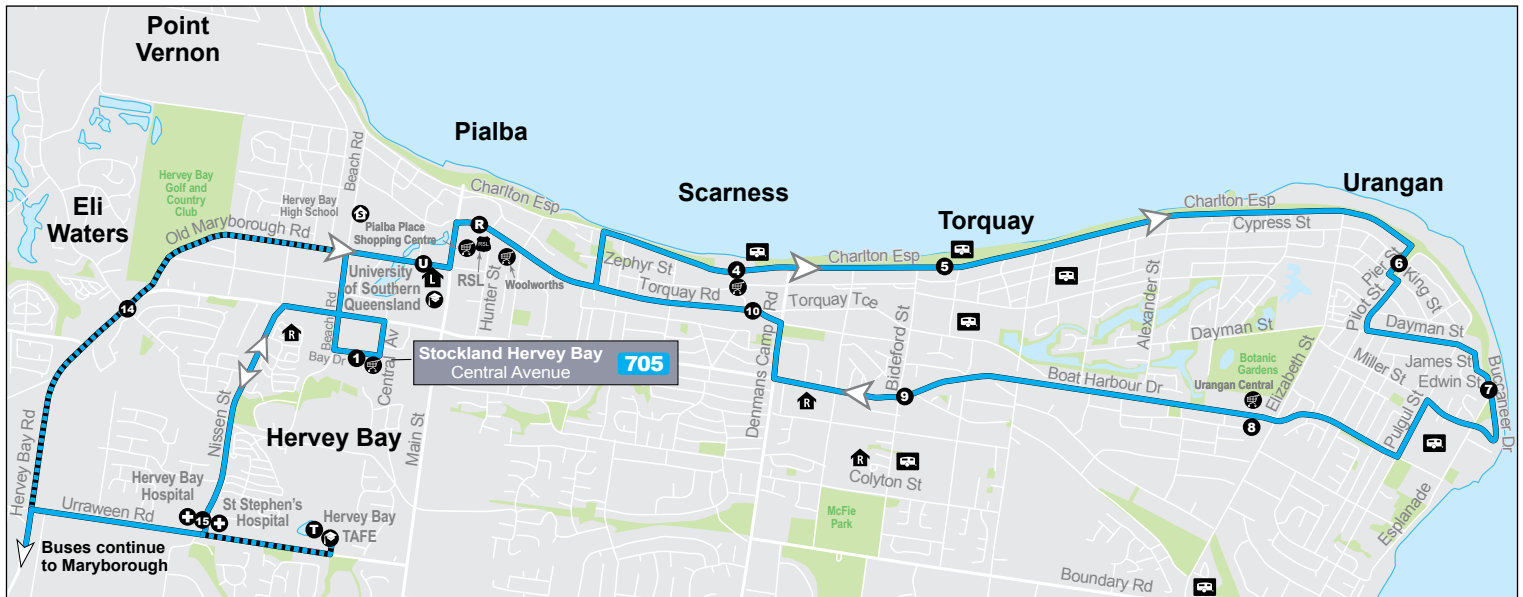 Point
Vernon
Pialba
Scarness
Torquay
Urangan
Eli
Waters
Hervey Bay
Hervey Bay
Golf and
Country
Club
Hervey Bay
High School
S
Beach Rd
Old Maryborough Rd
Pialba Place
Shopping Centre
R
RSL
RSL
Woolworths
Hunter St
Charlton Esp
U
L
University
of Southern
Queensland
Zephyr St
Torquay Rd
4
Charlton Esp
5
Charlton Esp
Cypress St
6
Pier St
King St
Pilot St
Dayman St
Dayman St
Alexander St
Torquay Tce
10
Denmans Camp Rd
Bideford St
9
R
Boat Harbour Dr
Botanic
Gardens
Urangan Central
Elizabeth St
8
Miller St
James St
Edwin St
7
Buccaneer Dr
Pulgul St
Esplanade
14
R
Beach Rd
Bay Dr
1
Central Av
Stockland Hervey Bay
Central Avenue
705
Nissen St
Main St
Hervey Bay Rd
Hervey Bay
Hospital
15
St Stephen's
Hospital
Urraween Rd
T
Hervey Bay
TAFE
Buses continue
to Maryborough
R
Colyton St
McFie
Park
Boundary Rd